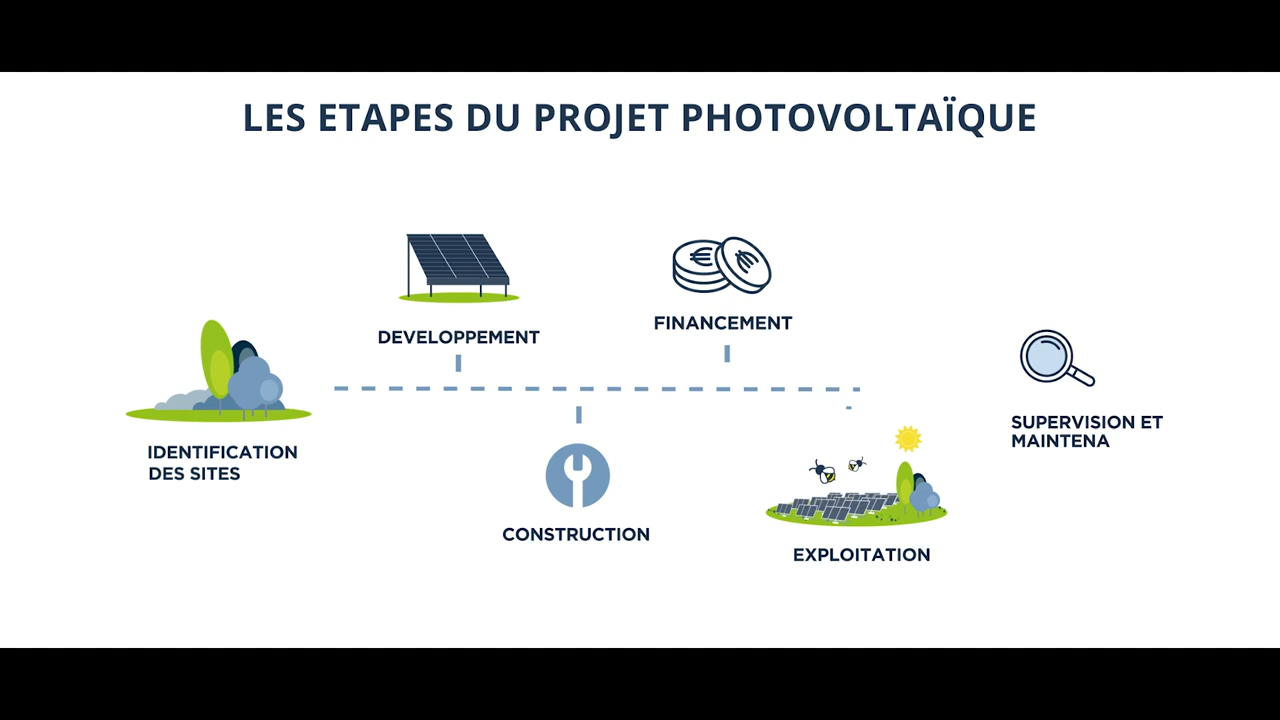 LES ETAPES DU PROJET PHOTOVOLTAÏQUE
IDENTIFICATION
DES SITES
DEVELOPPEMENT
CONSTRUCTION
FINANCEMENT
EXPLOITATION
SUPERVISION ET
MAINTENA